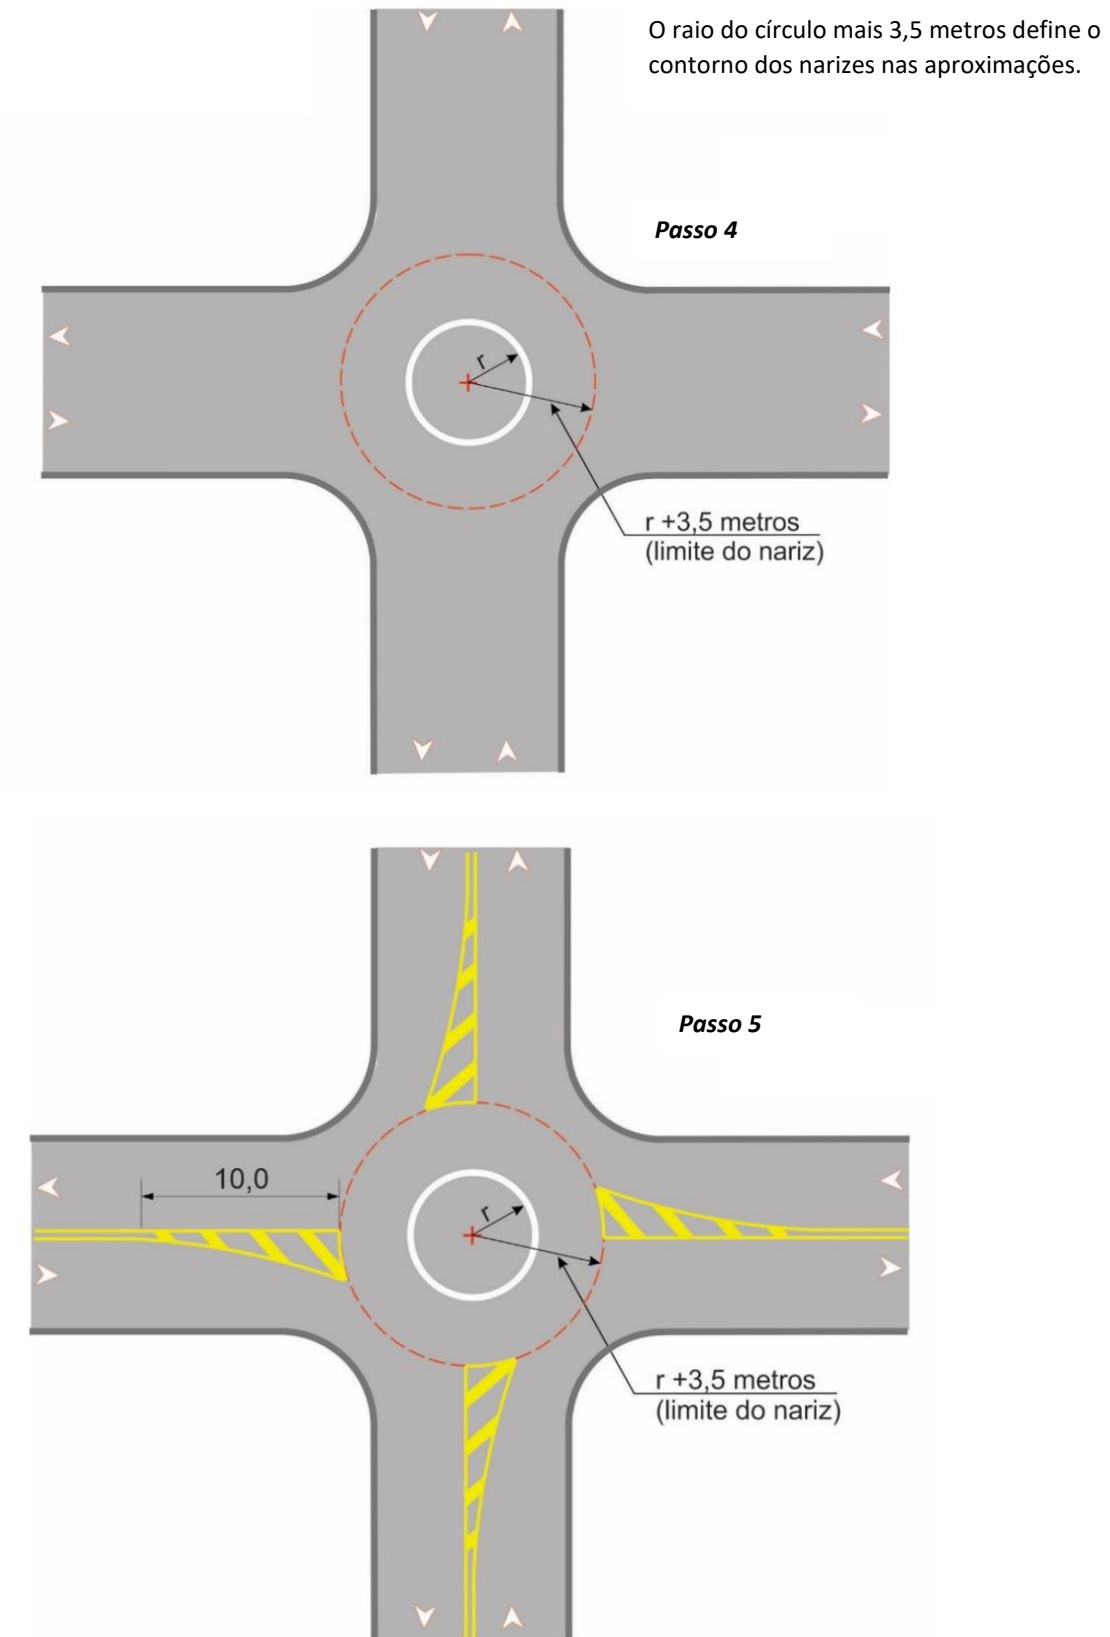 O raio do círculo mais 3,5 metros define o
contorno dos narizes nas aproximações.
Passo 4
r
r +3,5 metros
(limite do nariz)
Passo 5
10,0
r
r +3,5 metros
(limite do nariz)